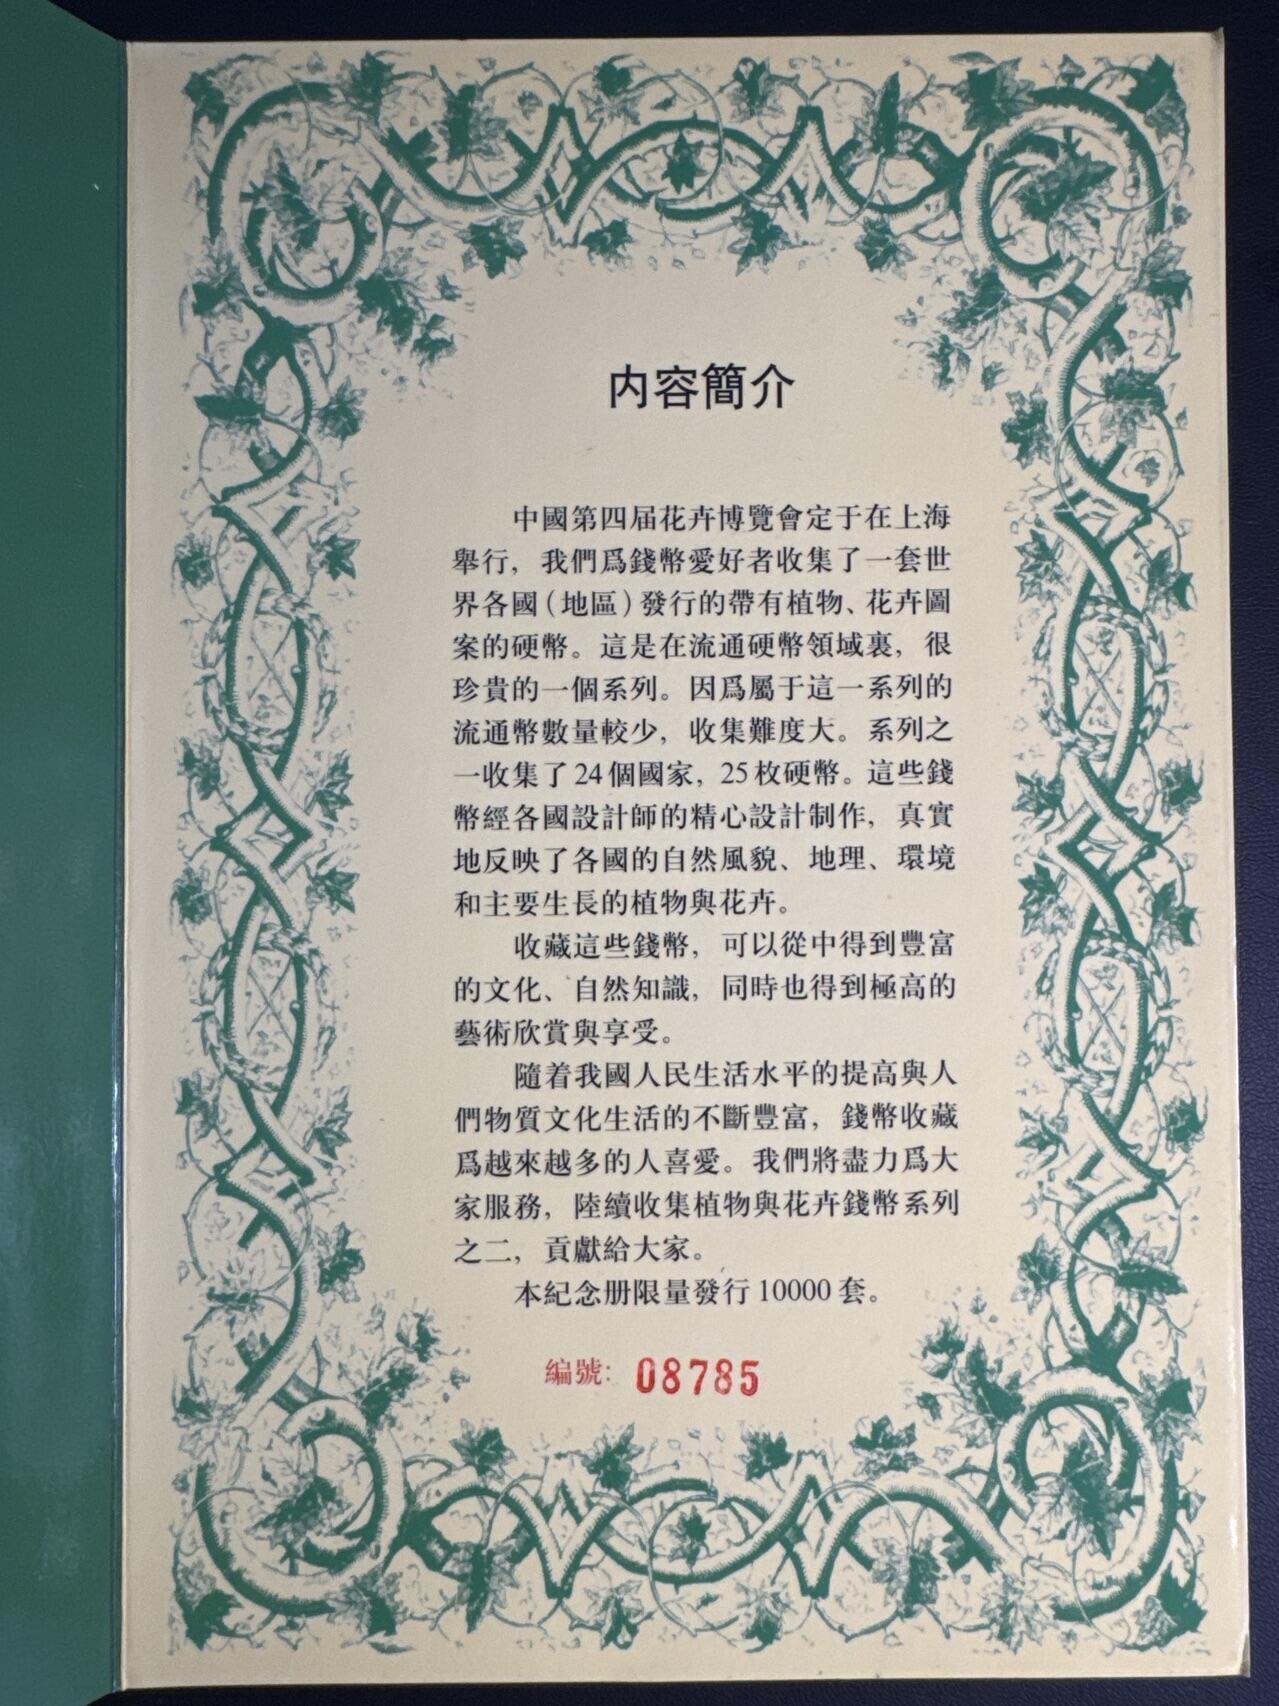 内容簡介
中國第四届花卉博覽會定于在上海
舉行，我們爲錢幣愛好者收集了一套世
界各國（地區）發行的帶有植物、花卉圖
案的硬幣。這是在流通硬幣領域裏，很
珍貴的一個系列。因爲屬于這一系列的
流通幣數量較少，收集難度大。系列之
一收集了24個國家，25枚硬幣。這些錢
幣經各國設計師的精心設計制作，真實
地反映了各國的自然風貌、地理、環境
和主要生長的植物與花卉。
收藏這些錢幣，可以從中得到豐富
的文化、自然知識，同時也得到極高的
藝術欣賞與享受。
隨着我國人民生活水平的提高與人
們物質文化生活的不斷豐富，錢幣收藏
爲越來越多的人喜愛。我們將盡力爲大
家服務，陸續收集植物與花卉錢幣系列
之二，貢獻給大家。
本紀念册限量發行10000套。
編號：08785